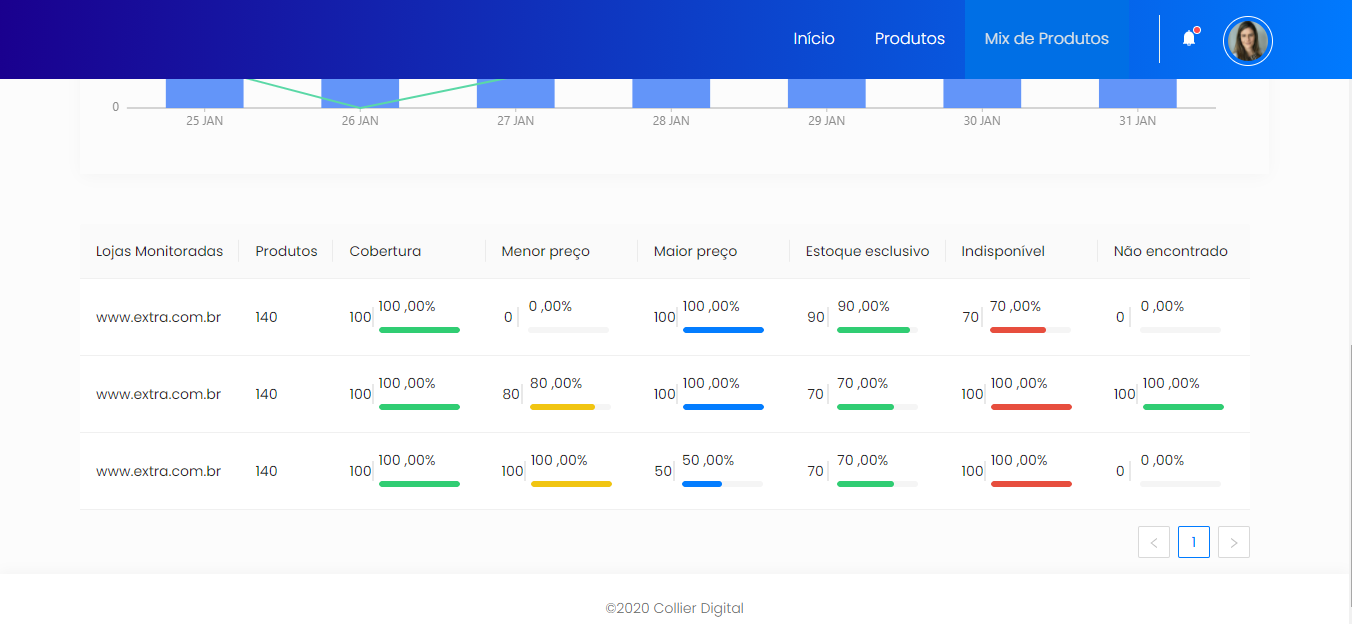 Início Produtos Mix de Produtos
0
25 JAN 26 JAN 27 JAN 28 JAN 29 JAN 30 JAN 31 JAN
Lojas Monitoradas Produtos Cobertura Menor preço Maior preço Estoque esclusivo Indisponível Não encontrado
www.extra.com.br 140 100 100 ,00% 0 0 ,00% 100 100 ,00% 90 90 ,00% 70 70 ,00% 0 0 ,00%
www.extra.com.br 140 100 100 ,00% 80 80 ,00% 100 100 ,00% 70 70 ,00% 100 100 ,00% 100 100 ,00%
www.extra.com.br 140 100 100 ,00% 100 100 ,00% 50 50 ,00% 70 70 ,00% 100 100 ,00% 0 0 ,00%
< 1 >
©2020 Collier Digital